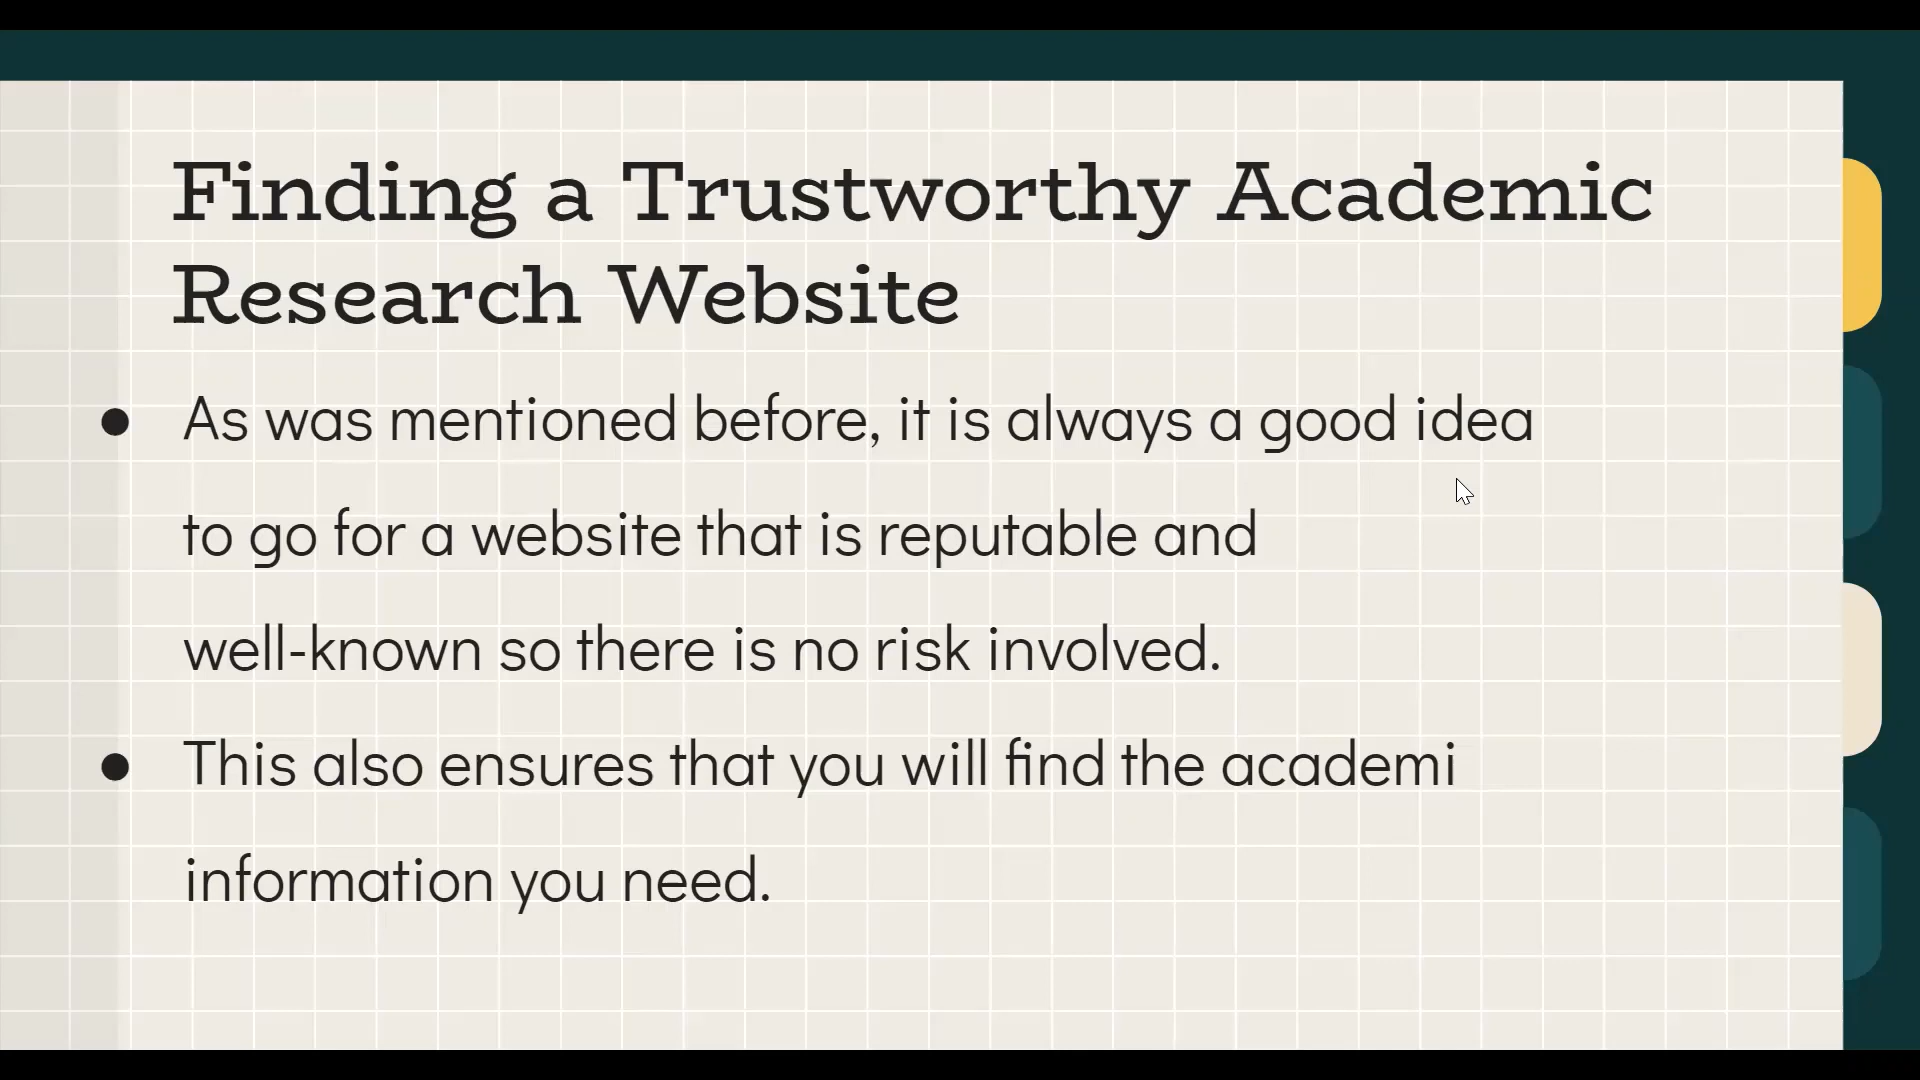 Finding a Trustworthy Academic
Research Website
● As was mentioned before, it is always a good idea
to go for a website that is reputable and
well-known so there is no risk involved.
● This also ensures that you will find the academi
information you need.